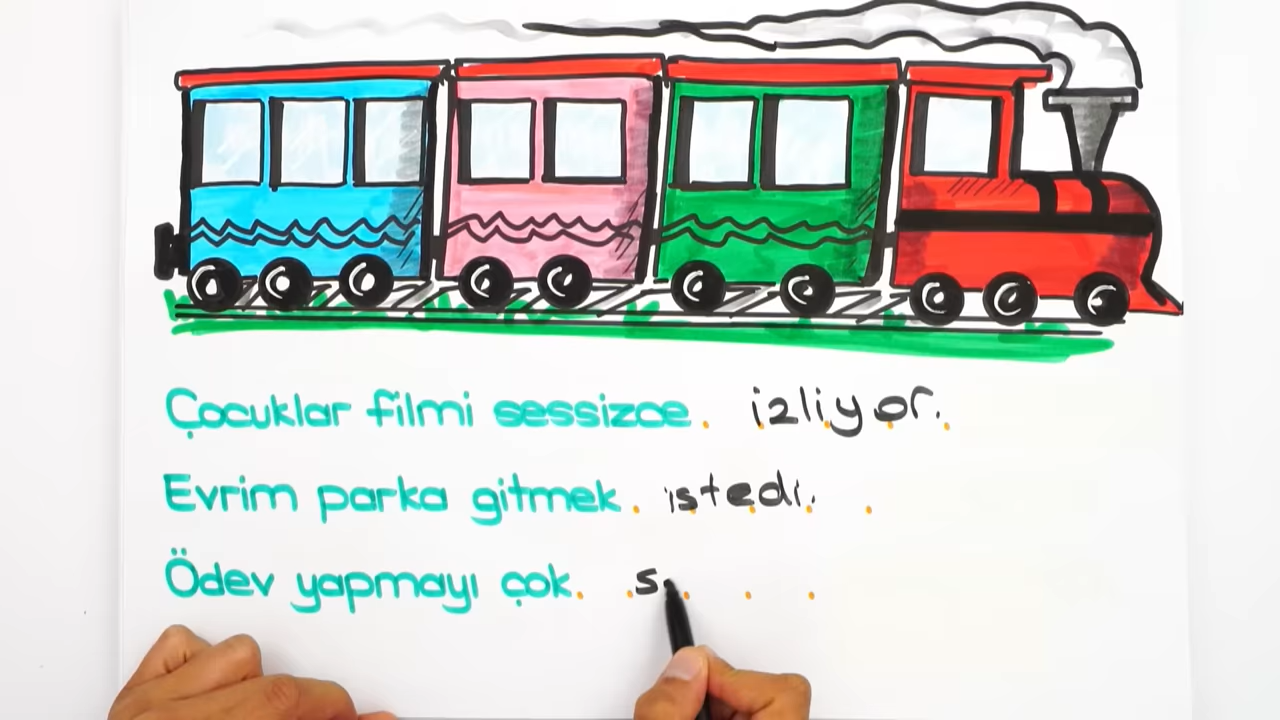 Çocuklar filmi sessizce. izliyor.
Evrim parka gitmek. istedi.
Ödev yapmayı çok. s